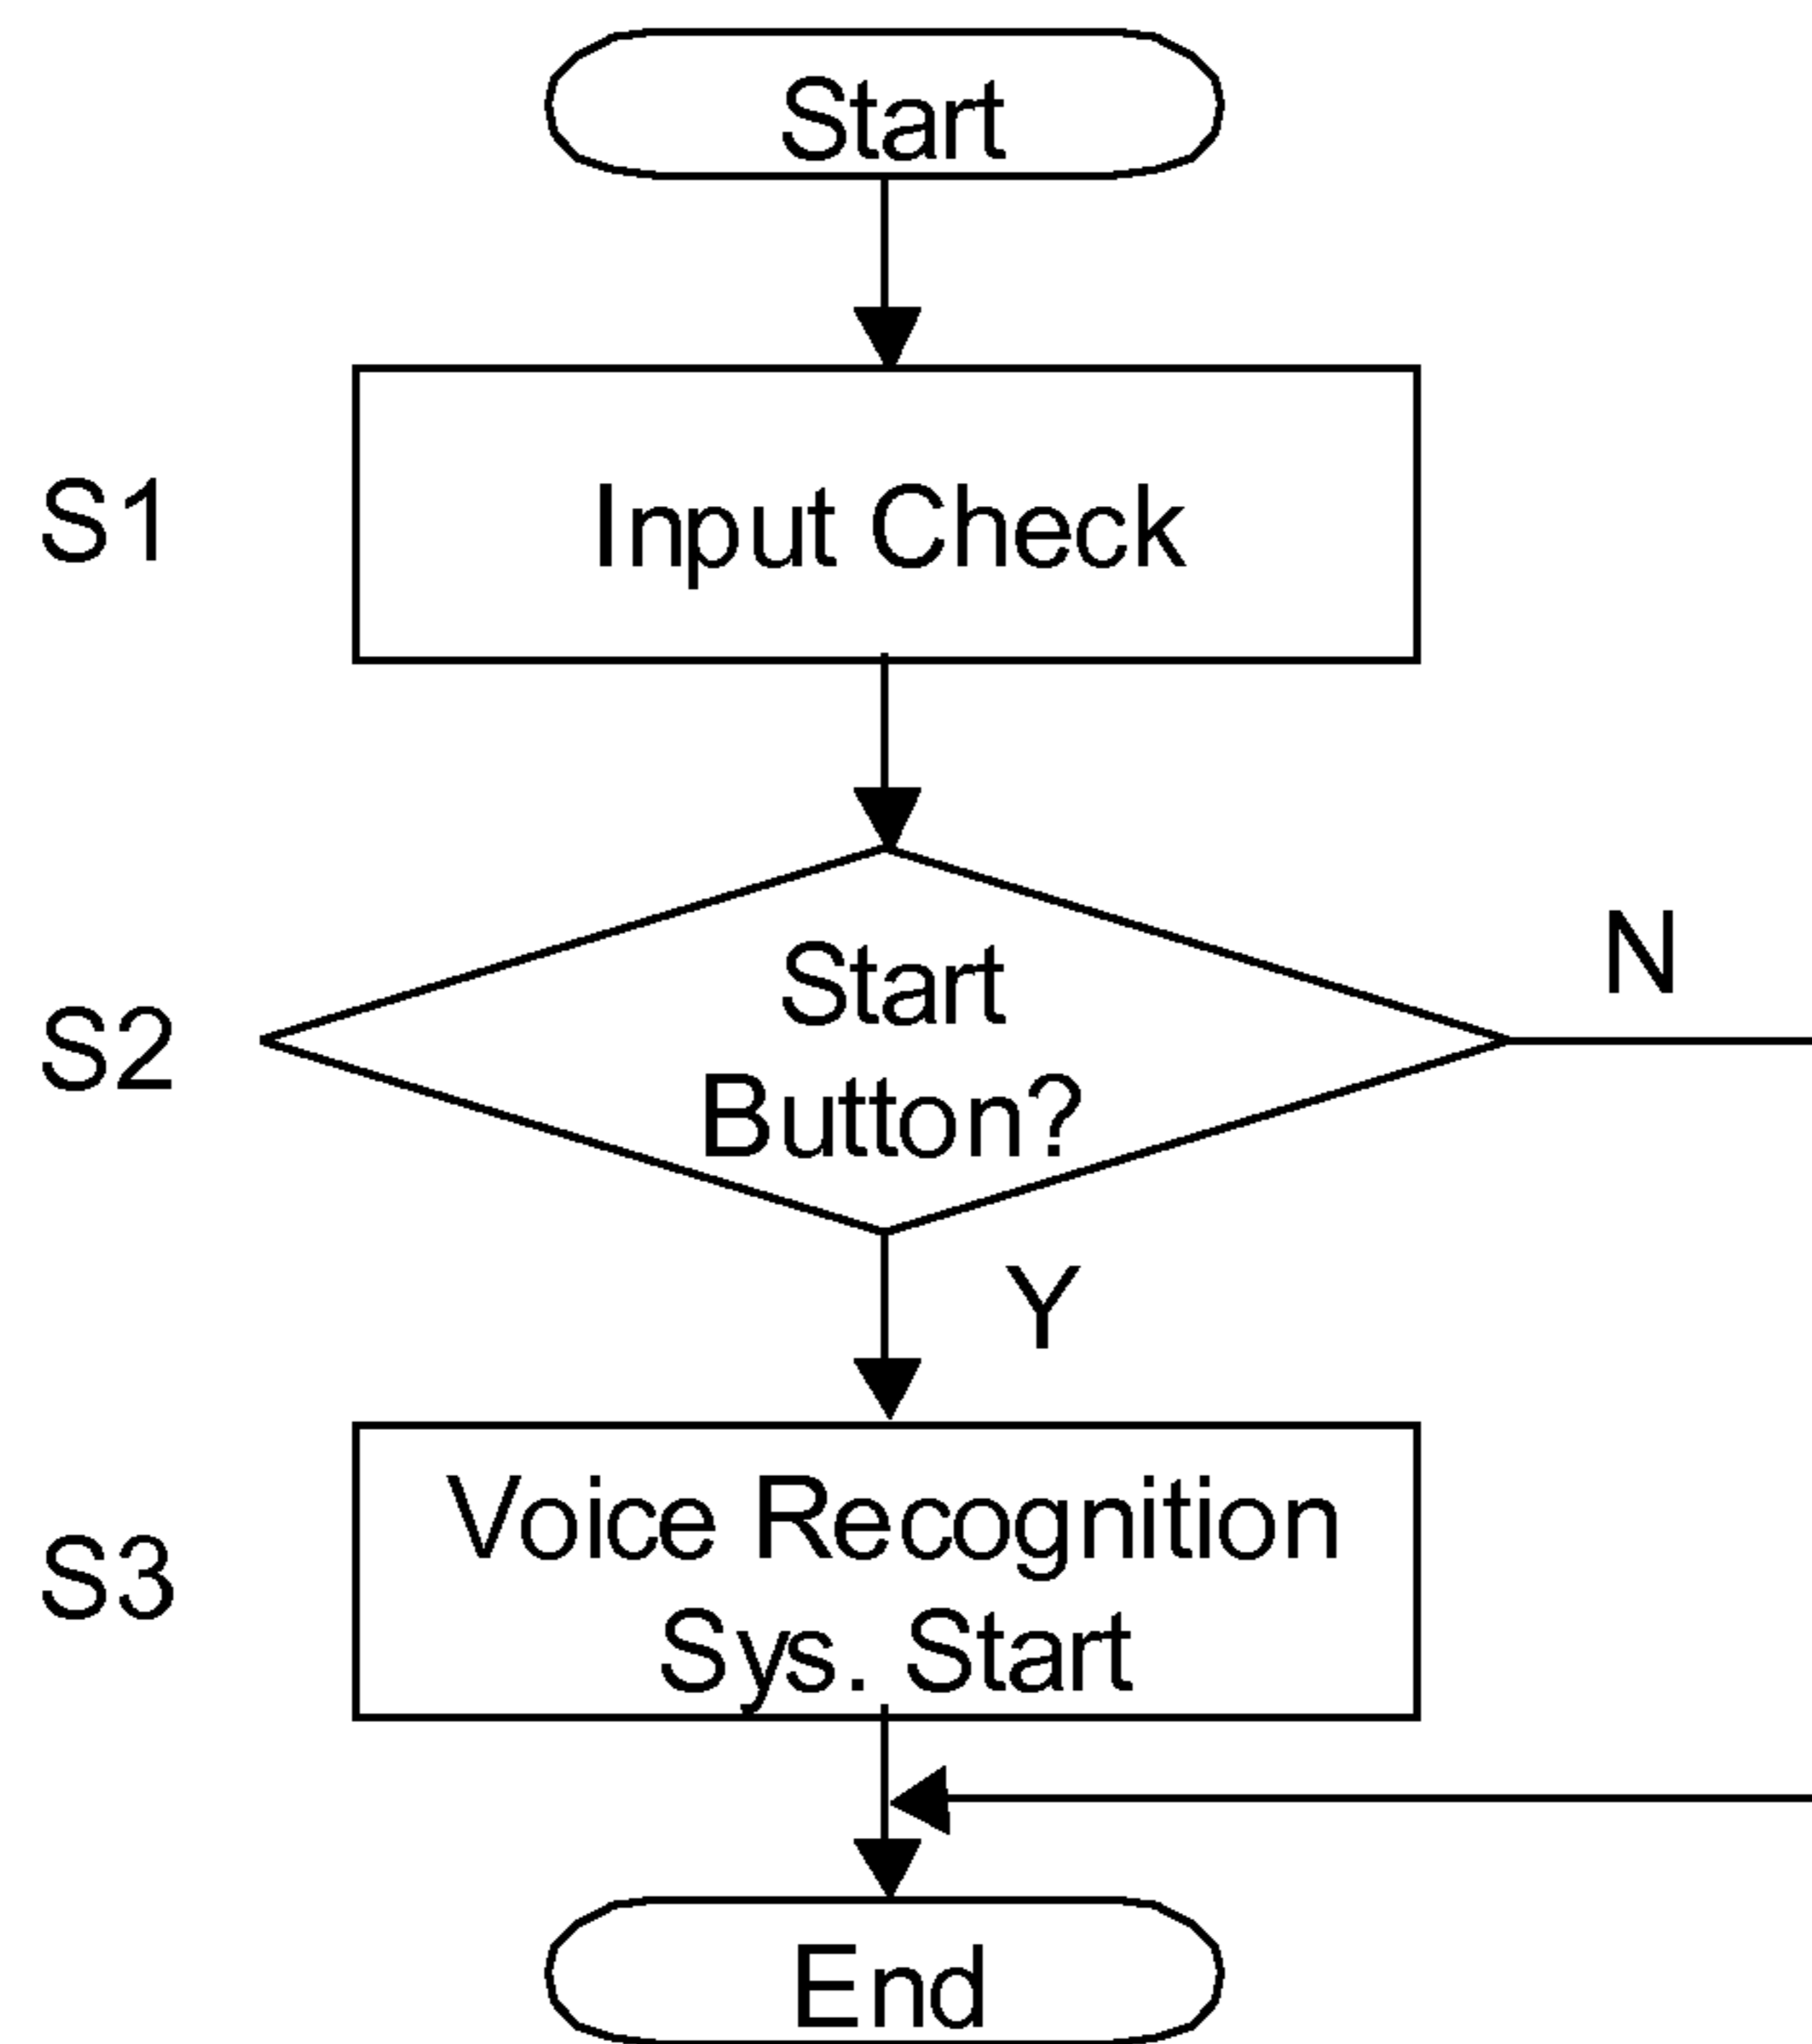 Start
S1
Input Check
S2
Start
Button?
N
Y
S3
Voice Recognition
Sys. Start
End